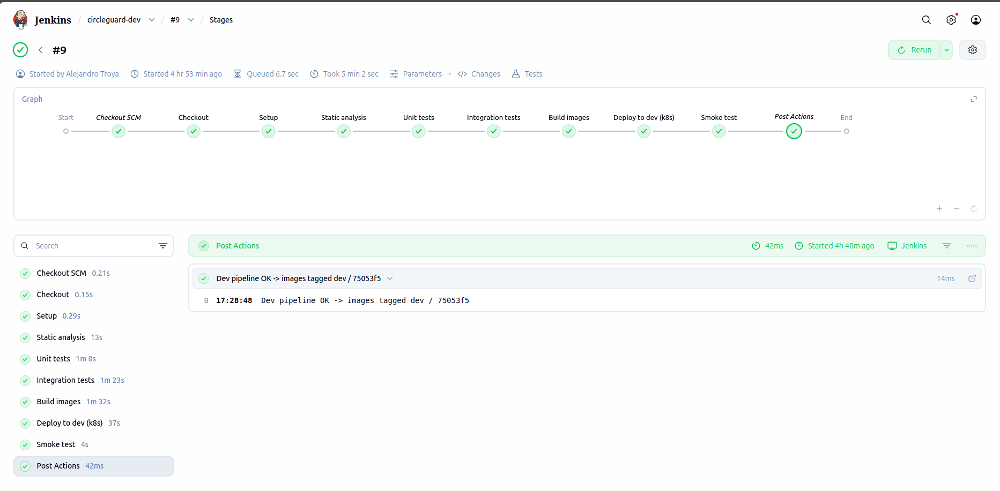 Jenkins / circleguard-dev / #9 / Stages
#9
Rerun
Started by Alejandro Troya Started 4 hr 53 min ago Queued 6.7 sec Took 5 min 2 sec Parameters • Changes Tests
Graph
Start Checkout SCM Checkout Setup Static analysis Unit tests Integration tests Build images Deploy to dev (k8s) Smoke test Post Actions End
Search
Post Actions 42ms Started 4h 48m ago Jenkins
Checkout SCM 0.21s
Checkout 0.15s
Setup 0.29s
Static analysis 13s
Unit tests 1m 8s
Integration tests 1m 23s
Build images 1m 32s
Deploy to dev (k8s) 37s
Smoke test 4s
Post Actions 42ms
Dev pipeline OK -> images tagged dev / 75053f5 14ms
0 17:28:48 Dev pipeline OK -> images tagged dev / 75053f5